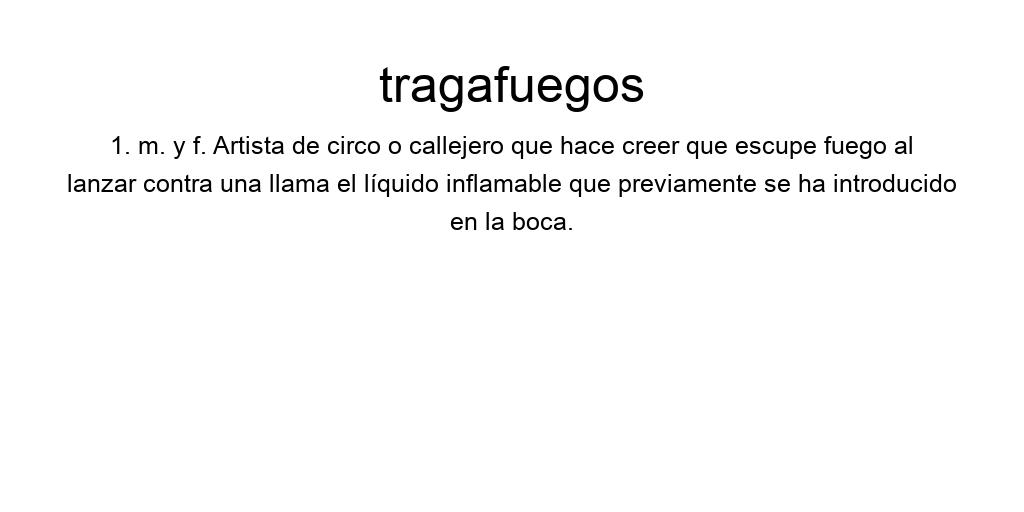 tragafuegos
1. m. y f. Artista de circo o callejero que hace creer que escupe fuego al
lanzar contra una llama el líquido inflamable que previamente se ha introducido
en la boca.